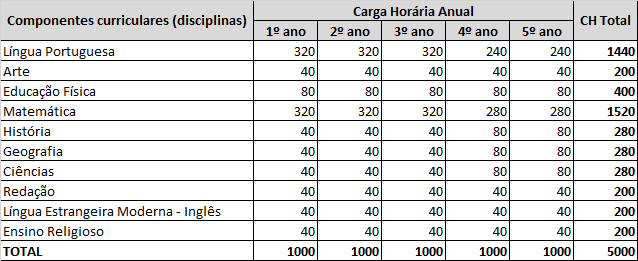 Componentes curriculares (disciplinas) Carga Horária Anual CH Total
1º ano 2º ano 3º ano 4º ano 5º ano
Língua Portuguesa 320 320 320 240 240 1440
Arte 40 40 40 40 40 200
Educação Física 80 80 80 80 80 400
Matemática 320 320 320 280 280 1520
História 40 40 40 80 80 280
Geografia 40 40 40 80 80 280
Ciências 40 40 40 80 80 280
Redação 40 40 40 40 40 200
Língua Estrangeira Moderna - Inglês 40 40 40 40 40 200
Ensino Religioso 40 40 40 40 40 200
TOTAL 1000 1000 1000 1000 1000 5000